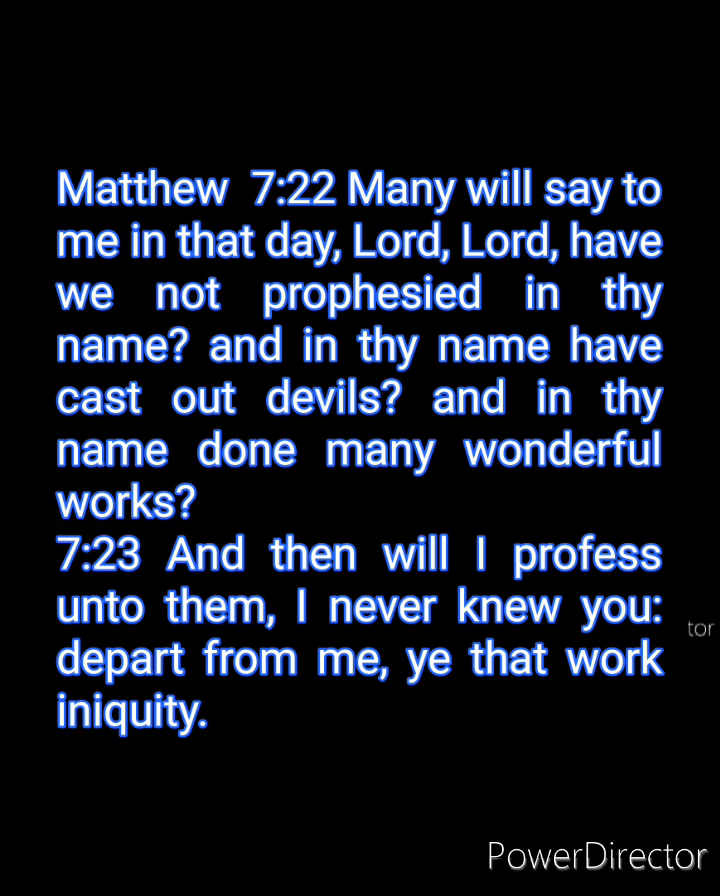 Matthew 7:22 Many will say to
me in that day, Lord, Lord, have
we not prophesied in thy
name? and in thy name have
cast out devils? and in thy
name done many wonderful
works?
7:23 And then will I profess
unto them, I never knew you:
depart from me, ye that work
iniquity.
tor
PowerDirector